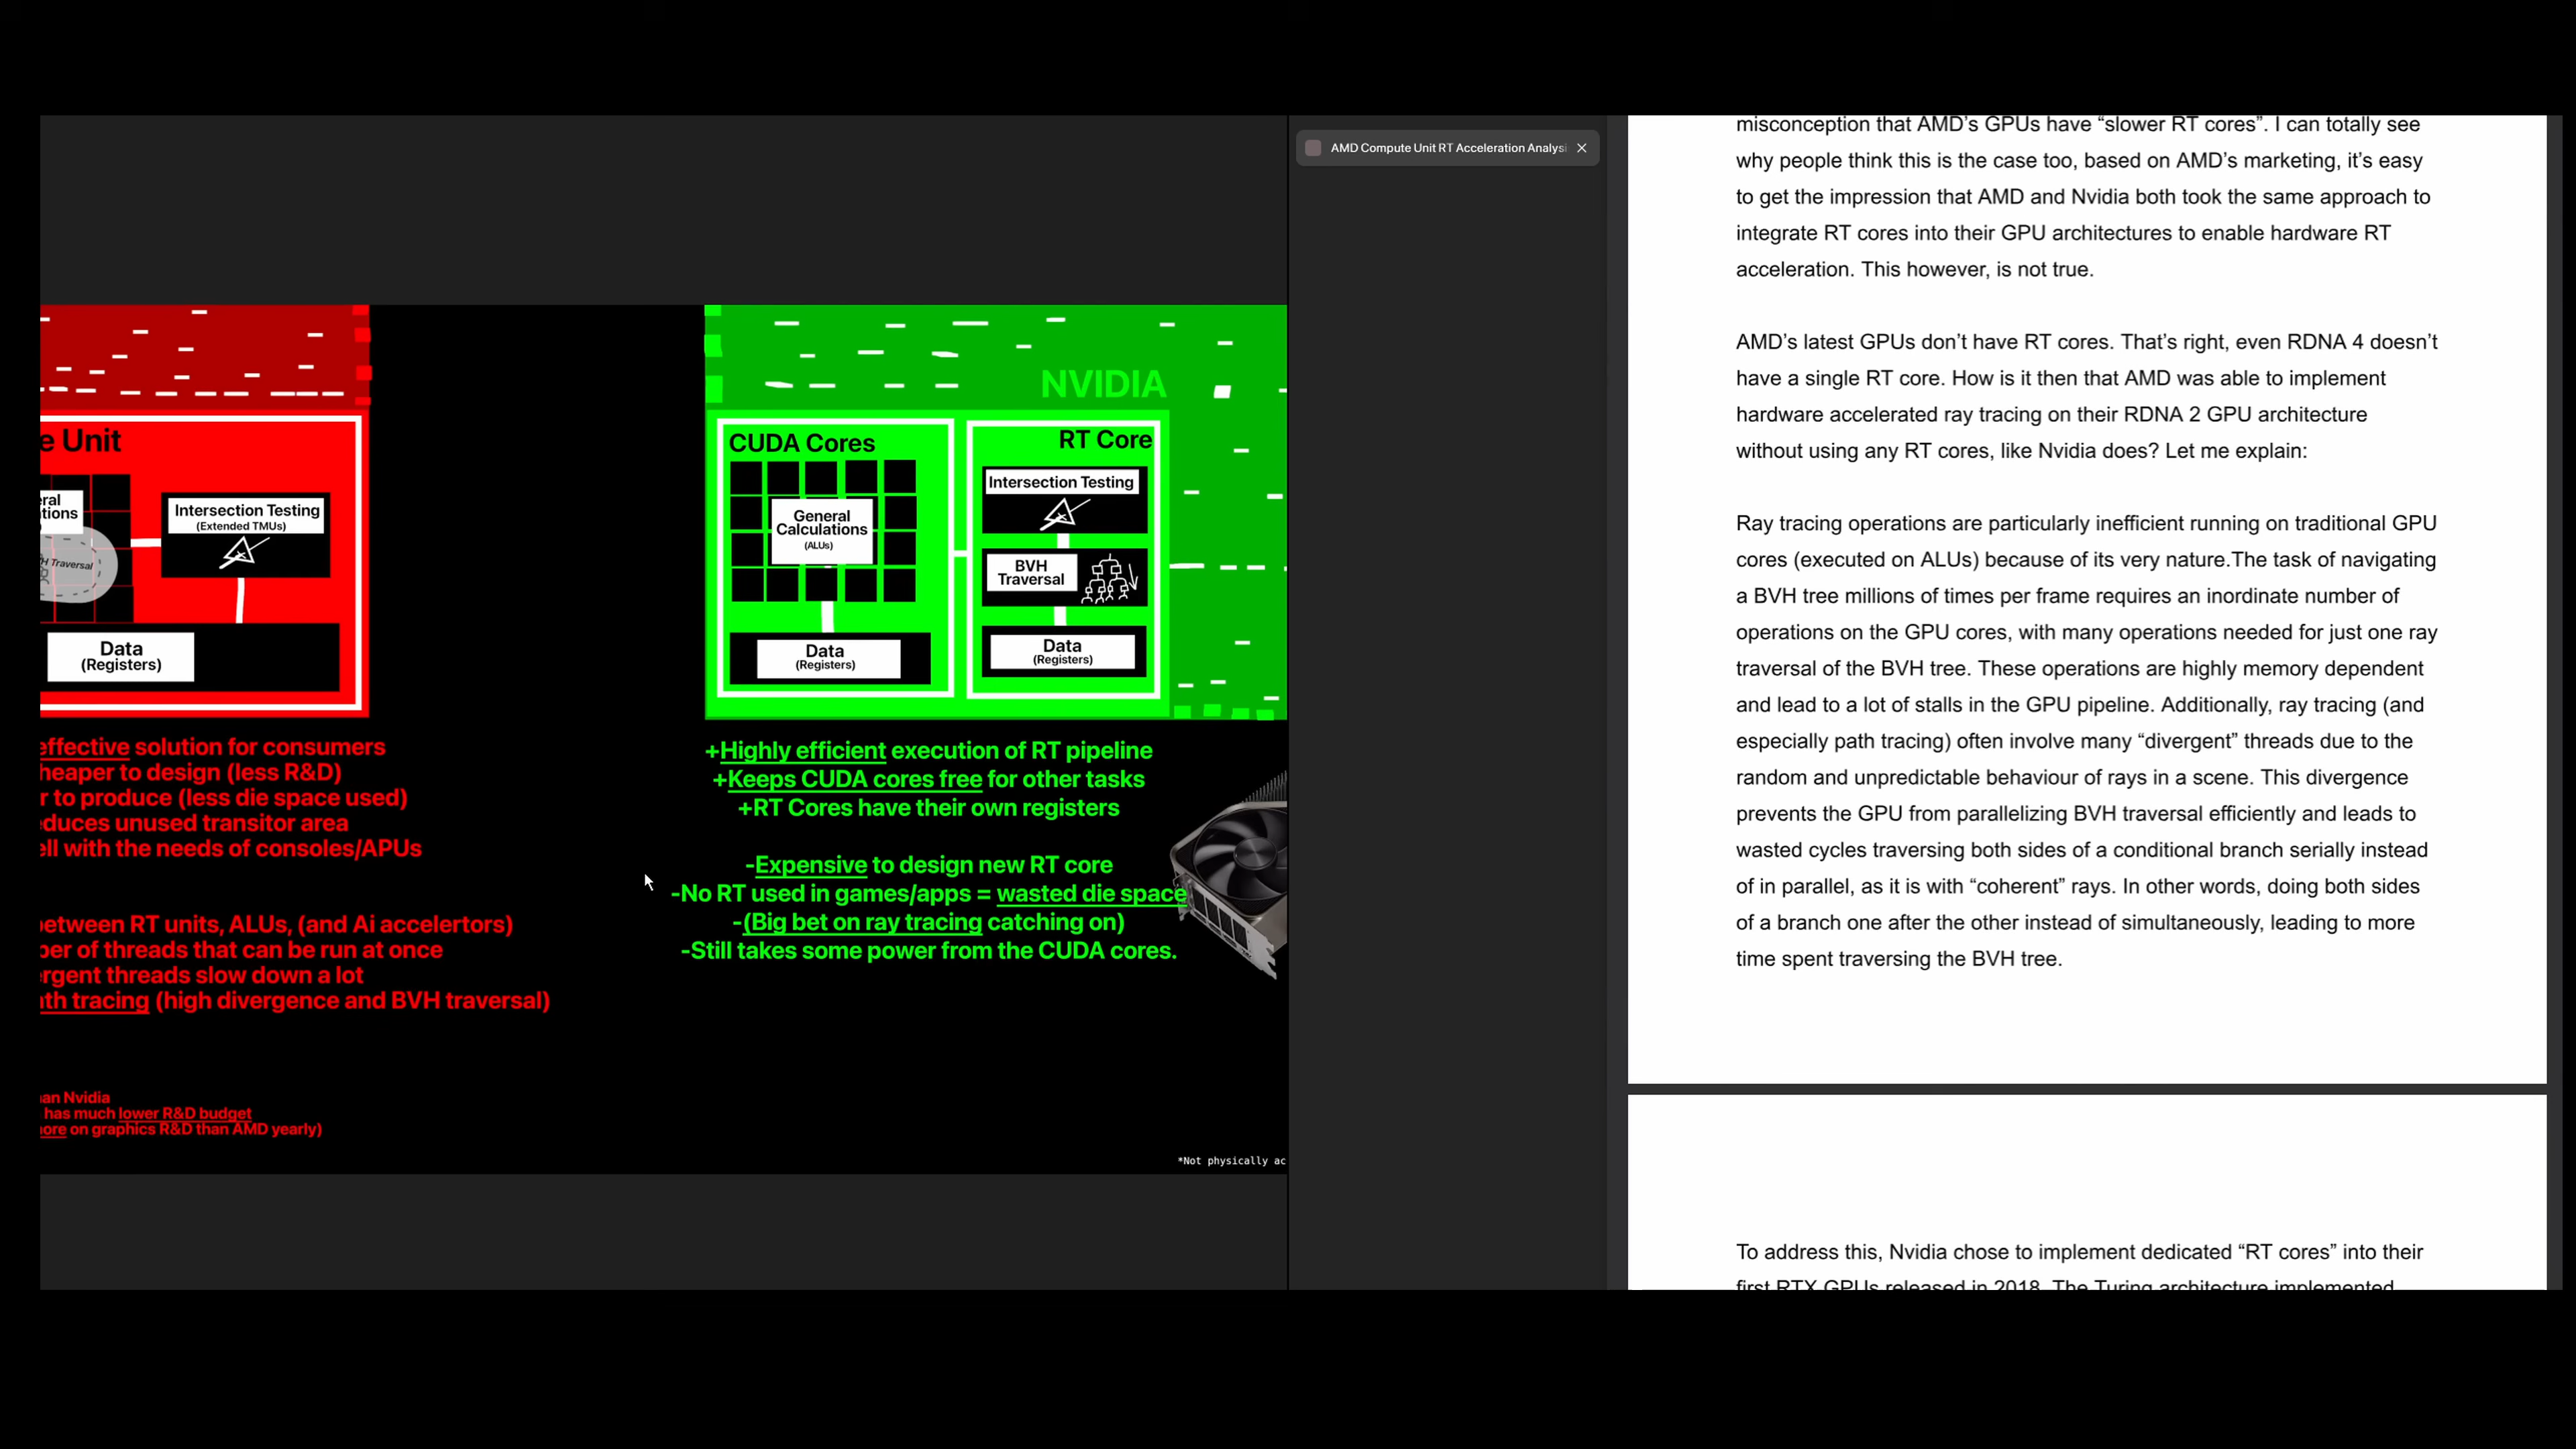 e Unit
eral
tions
H Traversal
Intersection Testing
(Extended TMUs)
Data
(Registers)
effective solution for consumers
heaper to design (less R&D)
r to produce (less die space used)
educes unused transitor area
ell with the needs of consoles/APUs
between RT units, ALUs, (and Ai accelertors)
ber of threads that can be run at once
ergent threads slow down a lot
ath tracing (high divergence and BVH traversal)
an Nvidia
has much lower R&D budget
ore on graphics R&D than AMD yearly)
NVIDIA
CUDA Cores
General
Calculations
(ALUs)
Data
(Registers)
RT Core
Intersection Testing
BVH
Traversal
Data
(Registers)
+Highly efficient execution of RT pipeline
+Keeps CUDA cores free for other tasks
+RT Cores have their own registers
-Expensive to design new RT core
-No RT used in games/apps = wasted die space
-(Big bet on ray tracing catching on)
-Still takes some power from the CUDA cores.
*Not physically ac
AMD Compute Unit RT Acceleration Analysi
misconception that AMD’s GPUs have “slower RT cores”. I can totally see
why people think this is the case too, based on AMD’s marketing, it’s easy
to get the impression that AMD and Nvidia both took the same approach to
integrate RT cores into their GPU architectures to enable hardware RT
acceleration. This however, is not true.
AMD’s latest GPUs don’t have RT cores. That’s right, even RDNA 4 doesn’t
have a single RT core. How is it then that AMD was able to implement
hardware accelerated ray tracing on their RDNA 2 GPU architecture
without using any RT cores, like Nvidia does? Let me explain:
Ray tracing operations are particularly inefficient running on traditional GPU
cores (executed on ALUs) because of its very nature.The task of navigating
a BVH tree millions of times per frame requires an inordinate number of
operations on the GPU cores, with many operations needed for just one ray
traversal of the BVH tree. These operations are highly memory dependent
and lead to a lot of stalls in the GPU pipeline. Additionally, ray tracing (and
especially path tracing) often involve many “divergent” threads due to the
random and unpredictable behaviour of rays in a scene. This divergence
prevents the GPU from parallelizing BVH traversal efficiently and leads to
wasted cycles traversing both sides of a conditional branch serially instead
of in parallel, as it is with “coherent” rays. In other words, doing both sides
of a branch one after the other instead of simultaneously, leading to more
time spent traversing the BVH tree.
To address this, Nvidia chose to implement dedicated “RT cores” into their
first RTX GPUs released in 2018. The Turing architecture implemented